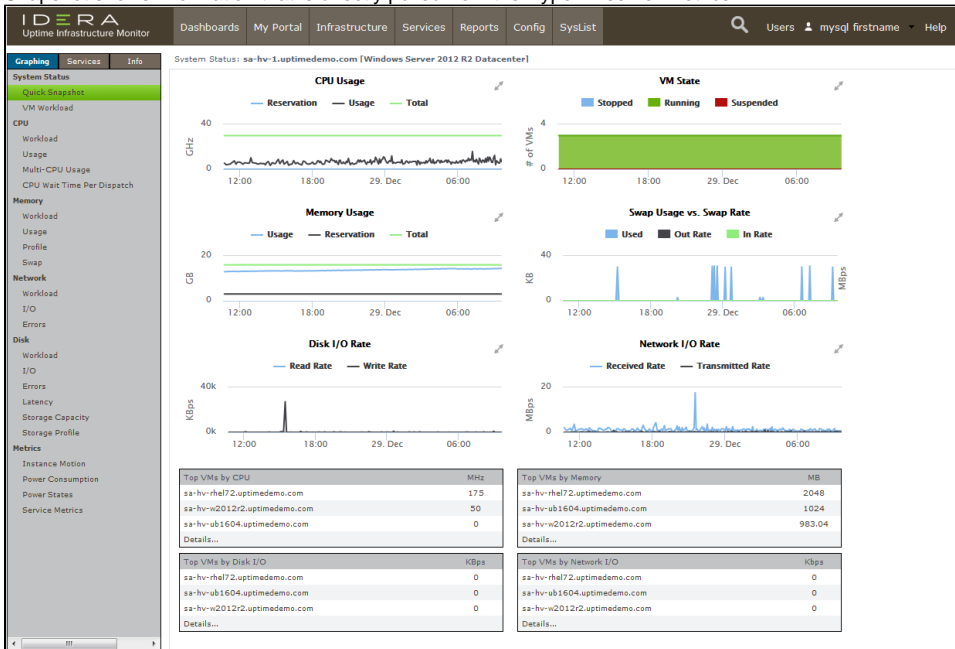 IDERA
Uptime Infrastructure Monitor
Dashboards My Portal Infrastructure Services Reports Config SysList Users mysql firstname Help
Graphing Services Info
System Status: sa-hv-1.uptimedemo.com [Windows Server 2012 R2 Datacenter]
System Status
Quick Snapshot
VM Workload
CPU
Workload
Usage
Multi-CPU Usage
CPU Wait Time Per Dispatch
Memory
Workload
Usage
Profile
Swap
Network
Workload
I/O
Errors
Disk
Workload
I/O
Errors
Latency
Storage Capacity
Storage Profile
Metrics
Instance Motion
Power Consumption
Power States
Service Metrics
CPU Usage
Reservation Usage Total
40
GHz
0
12:00 18:00 29. Dec 06:00
VM State
Stopped Running Suspended
4
# of VMs
0
12:00 18:00 29. Dec 06:00
Memory Usage
Usage Reservation Total
20
GB
0
12:00 18:00 29. Dec 06:00
Swap Usage vs. Swap Rate
Used Out Rate In Rate
40
KB
0
MBps
12:00 18:00 29. Dec 06:00
Disk I/O Rate
Read Rate Write Rate
40k
KBps
0k
12:00 18:00 29. Dec 06:00
Network I/O Rate
Received Rate Transmitted Rate
20
MBps
0
12:00 18:00 29. Dec 06:00
Top VMs by CPU MHz
sa-hv-rhel72.uptimedemo.com 175
sa-hv-w2012r2.uptimedemo.com 50
sa-hv-ub1604.uptimedemo.com 0
Details...
Top VMs by Memory MB
sa-hv-rhel72.uptimedemo.com 2048
sa-hv-ub1604.uptimedemo.com 1024
sa-hv-w2012r2.uptimedemo.com 983.04
Details...
Top VMs by Disk I/O KBps
sa-hv-rhel72.uptimedemo.com 0
sa-hv-ub1604.uptimedemo.com 0
sa-hv-w2012r2.uptimedemo.com 0
Details...
Top VMs by Network I/O Kbps
sa-hv-rhel72.uptimedemo.com 0
sa-hv-ub1604.uptimedemo.com 0
sa-hv-w2012r2.uptimedemo.com 0
Details...